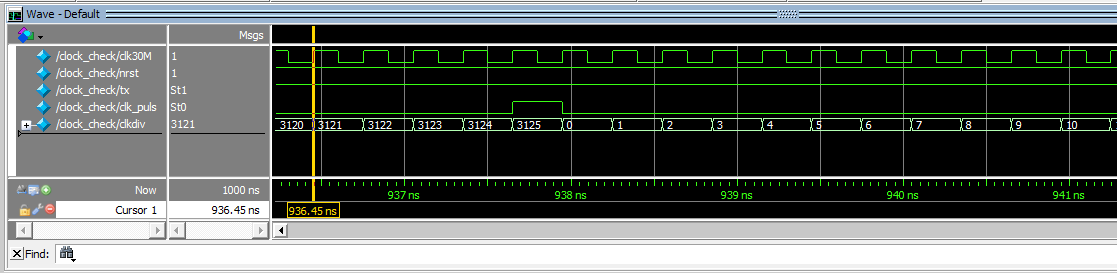 Wave - Default
Msgs
/clock_check/clk30M 1
/clock_check/nrst 1
/clock_check/tx St1
/clock_check/clk_puls St0
/clock_check/clkdiv 3121 3120 3121 3122 3123 3124 3125 0 1 2 3 4 5 6 7 8 9 10
Now 1000 ns 937 ns 938 ns 939 ns 940 ns 941 ns
Cursor 1 936.45 ns 936.45 ns
Find: